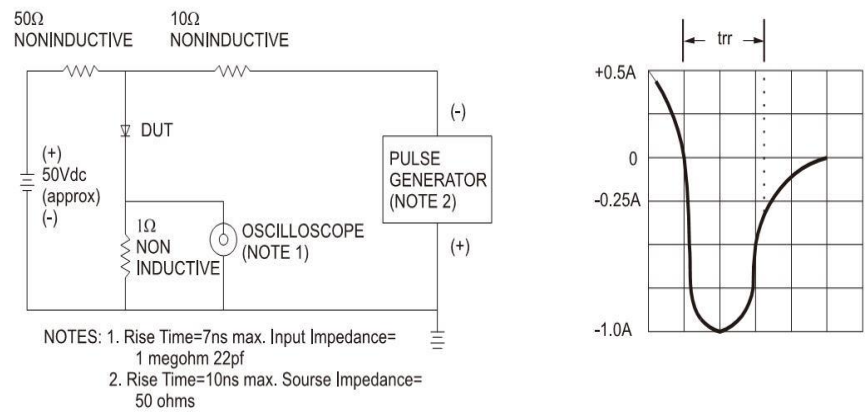 50Ω
NONINDUCTIVE
10Ω
NONINDUCTIVE
DUT
(+)
50Vdc
(approx)
(-)
1Ω
NON
INDUCTIVE
OSCILLOSCOPE
(NOTE 1)
(-)
PULSE
GENERATOR
(NOTE 2)
(+)
NOTES: 1. Rise Time=7ns max. Input Impedance=
1 megohm 22pf
2. Rise Time=10ns max. Sourse Impedance=
50 ohms
trr
+0.5A
0
-0.25A
-1.0A